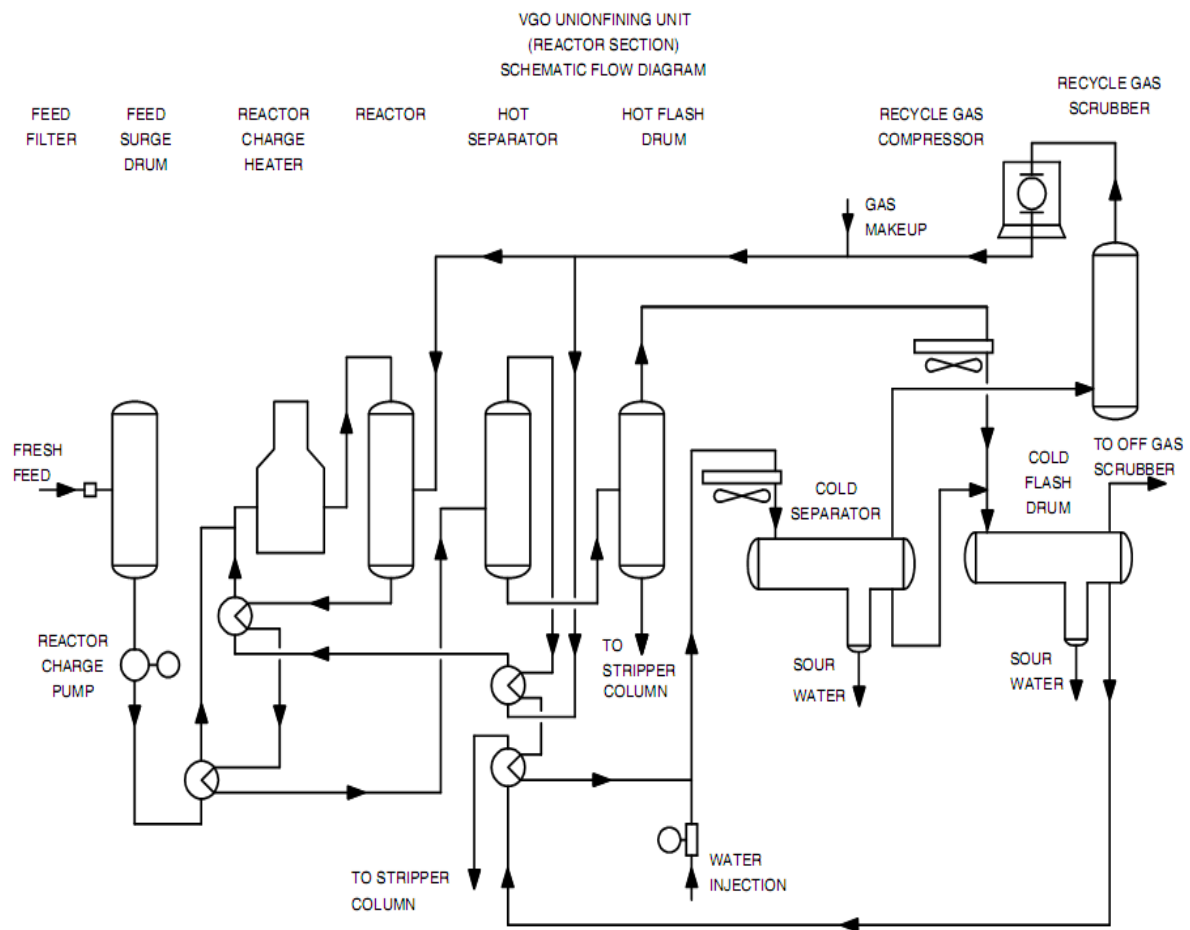 VGO UNIONFINING UNIT
(REACTOR SECTION)
SCHEMATIC FLOW DIAGRAM
FEED
FILTER
FEED
SURGE
DRUM
REACTOR
CHARGE
HEATER
REACTOR
HOT
SEPARATOR
HOT FLASH
DRUM
RECYCLE GAS
COMPRESSOR
RECYCLE GAS
SCRUBBER
GAS
MAKEUP
FRESH
FEED
COLD
SEPARATOR
COLD
FLASH
DRUM
TO OFF GAS
SCRUBBER
REACTOR
CHARGE
PUMP
TO
STRIPPER
COLUMN
SOUR
WATER
SOUR
WATER
TO STRIPPER
COLUMN
WATER
INJECTION